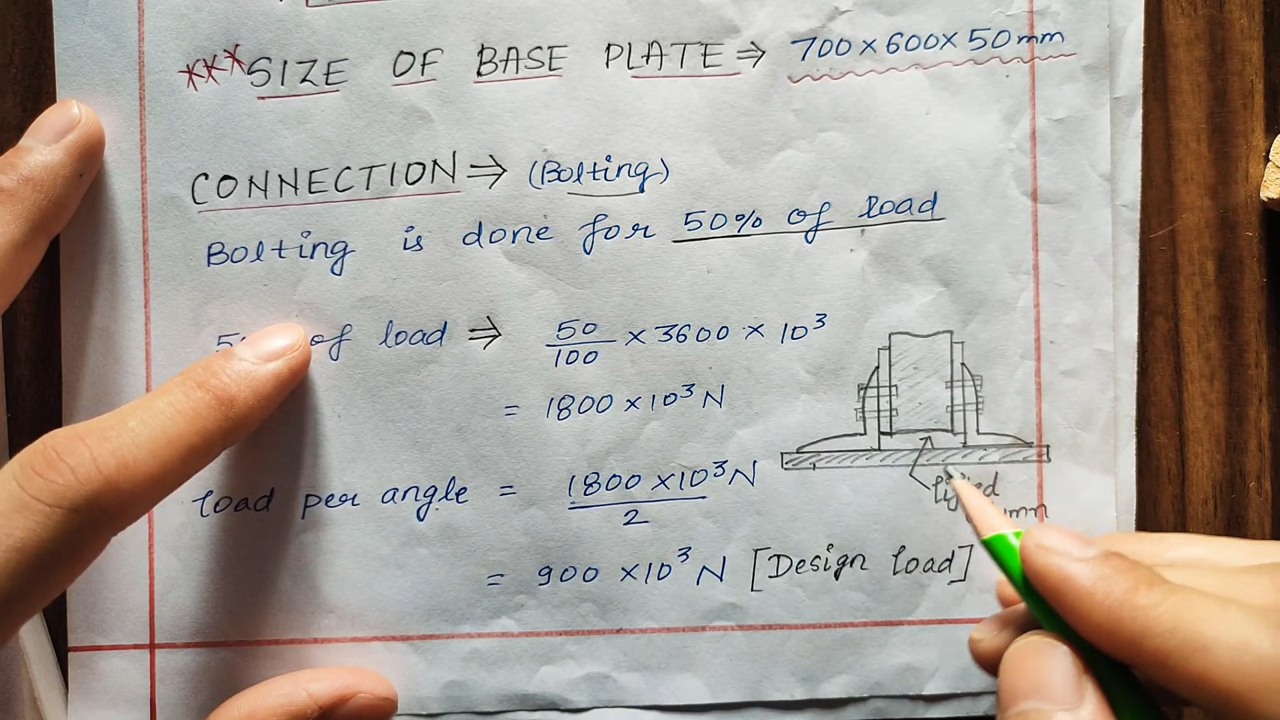 ***SIZE OF BASE PLATE ⇒ 700 × 600 × 50 mm
CONNECTION ⇒ (Bolting)
Bolting is done for 50% of load
of load ⇒ 50/100 × 3600 × 10³
= 1800 × 10³ N
load per angle = 1800 × 10³ N / 2
= 900 × 10³ N [Design load]